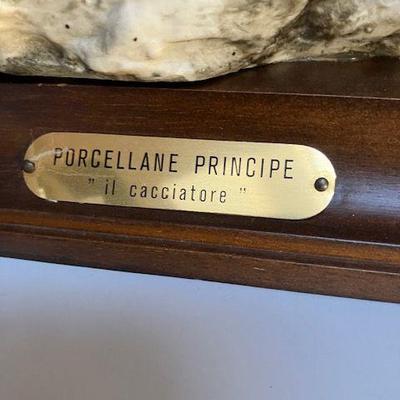 PORCELLANE PRINCIPE
" il cacciatore "